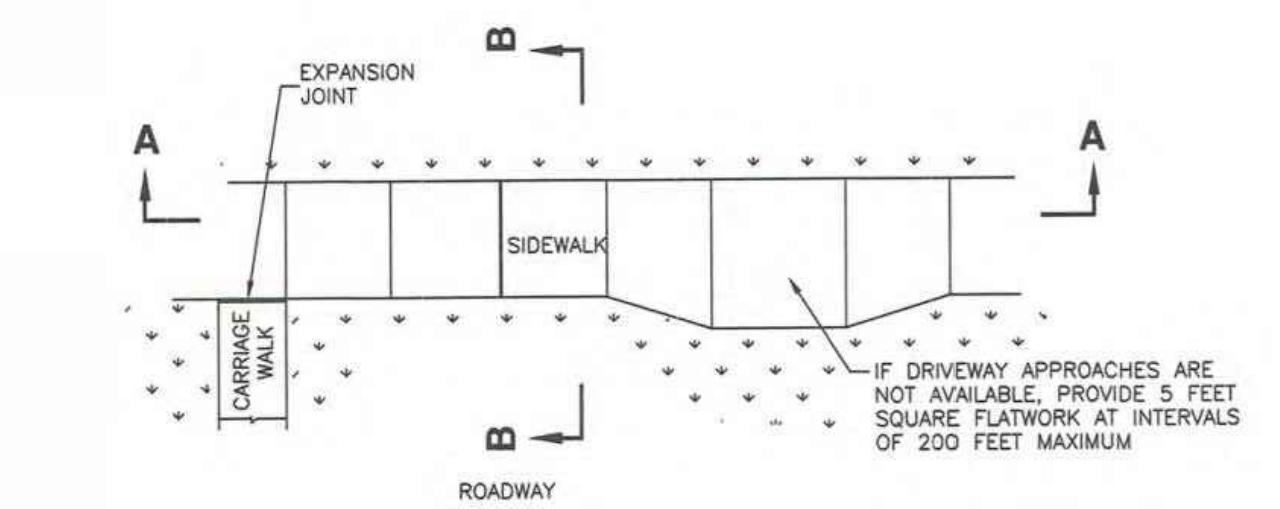 B
EXPANSION
JOINT
A
A
SIDEWALK
CARRIAGE
WALK
IF DRIVEWAY APPROACHES ARE
NOT AVAILABLE, PROVIDE 5 FEET
SQUARE FLATWORK AT INTERVALS
OF 200 FEET MAXIMUM
B
ROADWAY